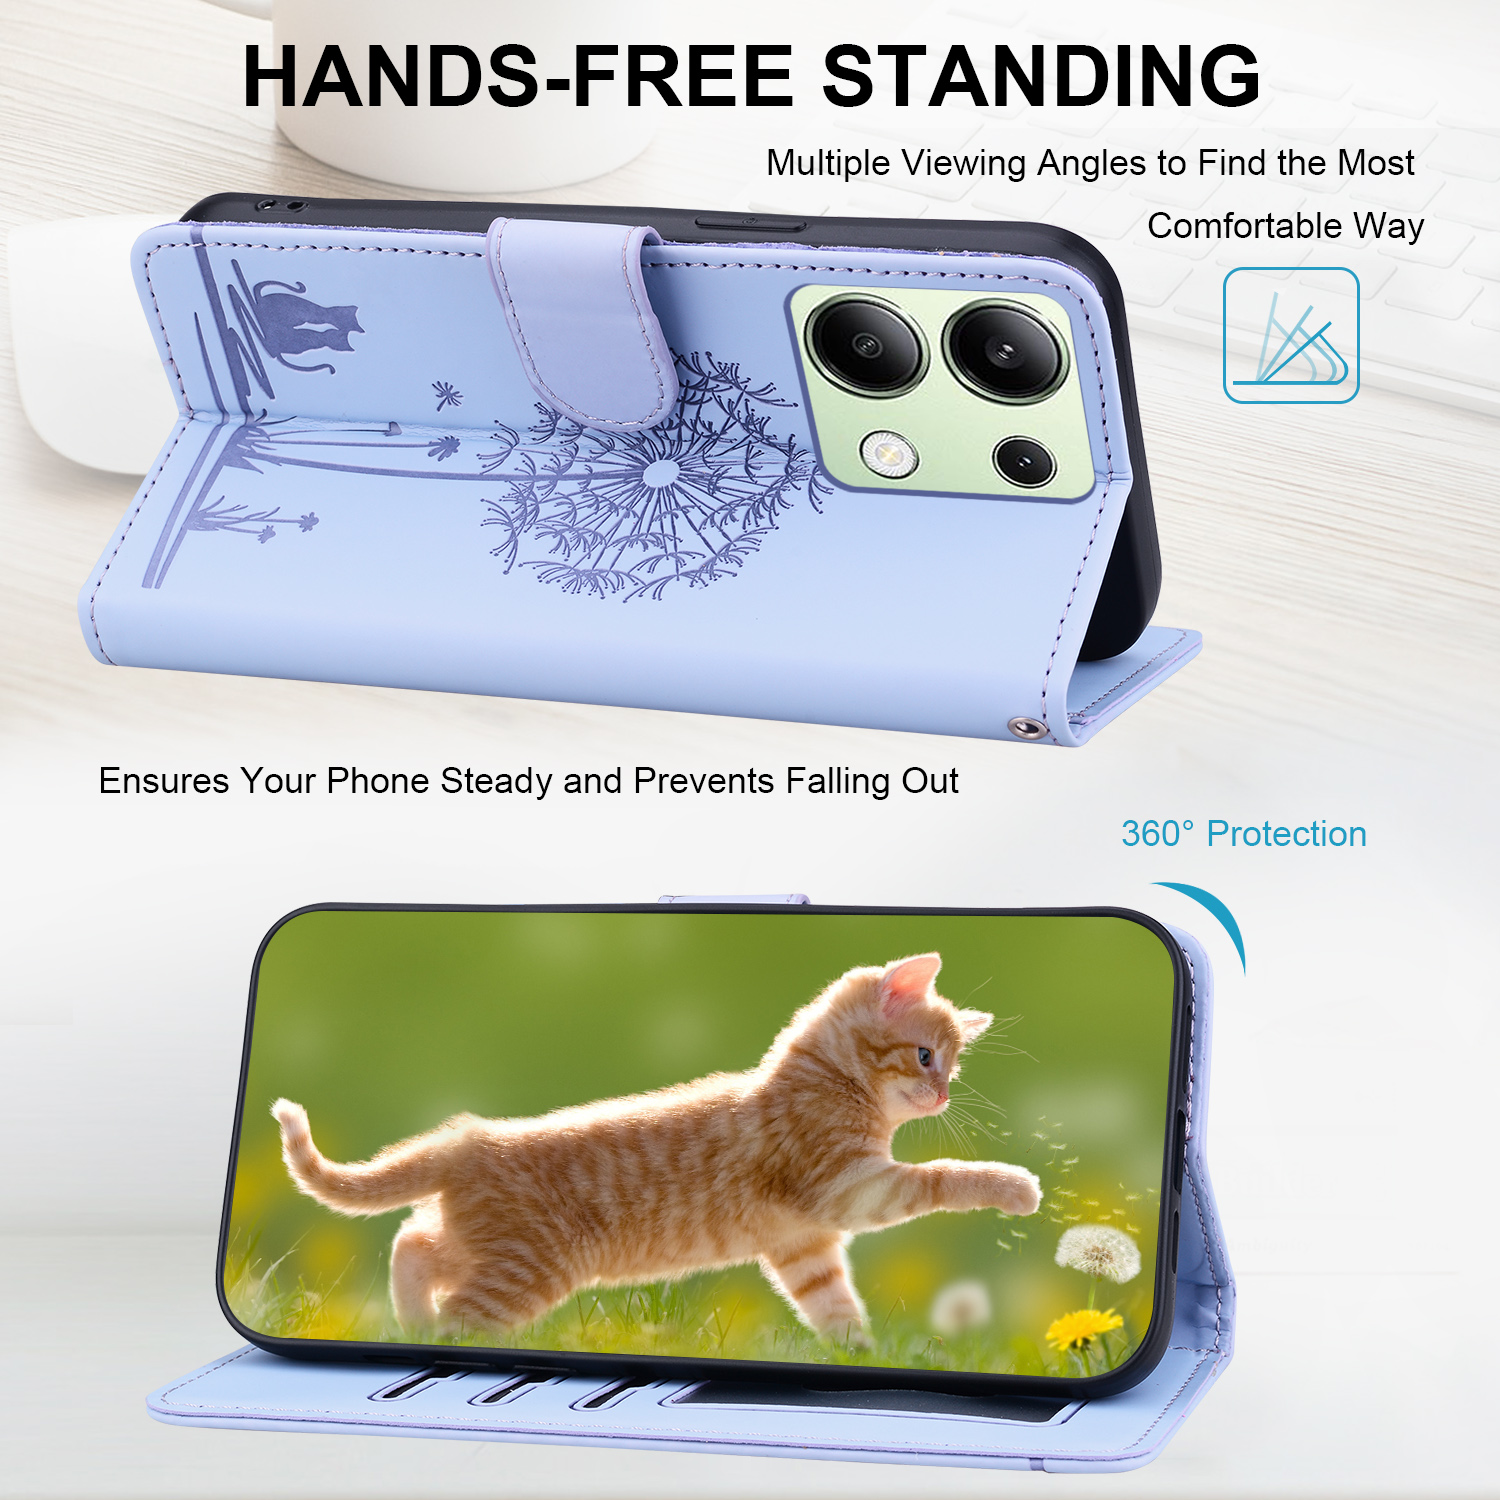 HANDS-FREE STANDING
Multiple Viewing Angles to Find the Most
Comfortable Way
Ensures Your Phone Steady and Prevents Falling Out
360° Protection